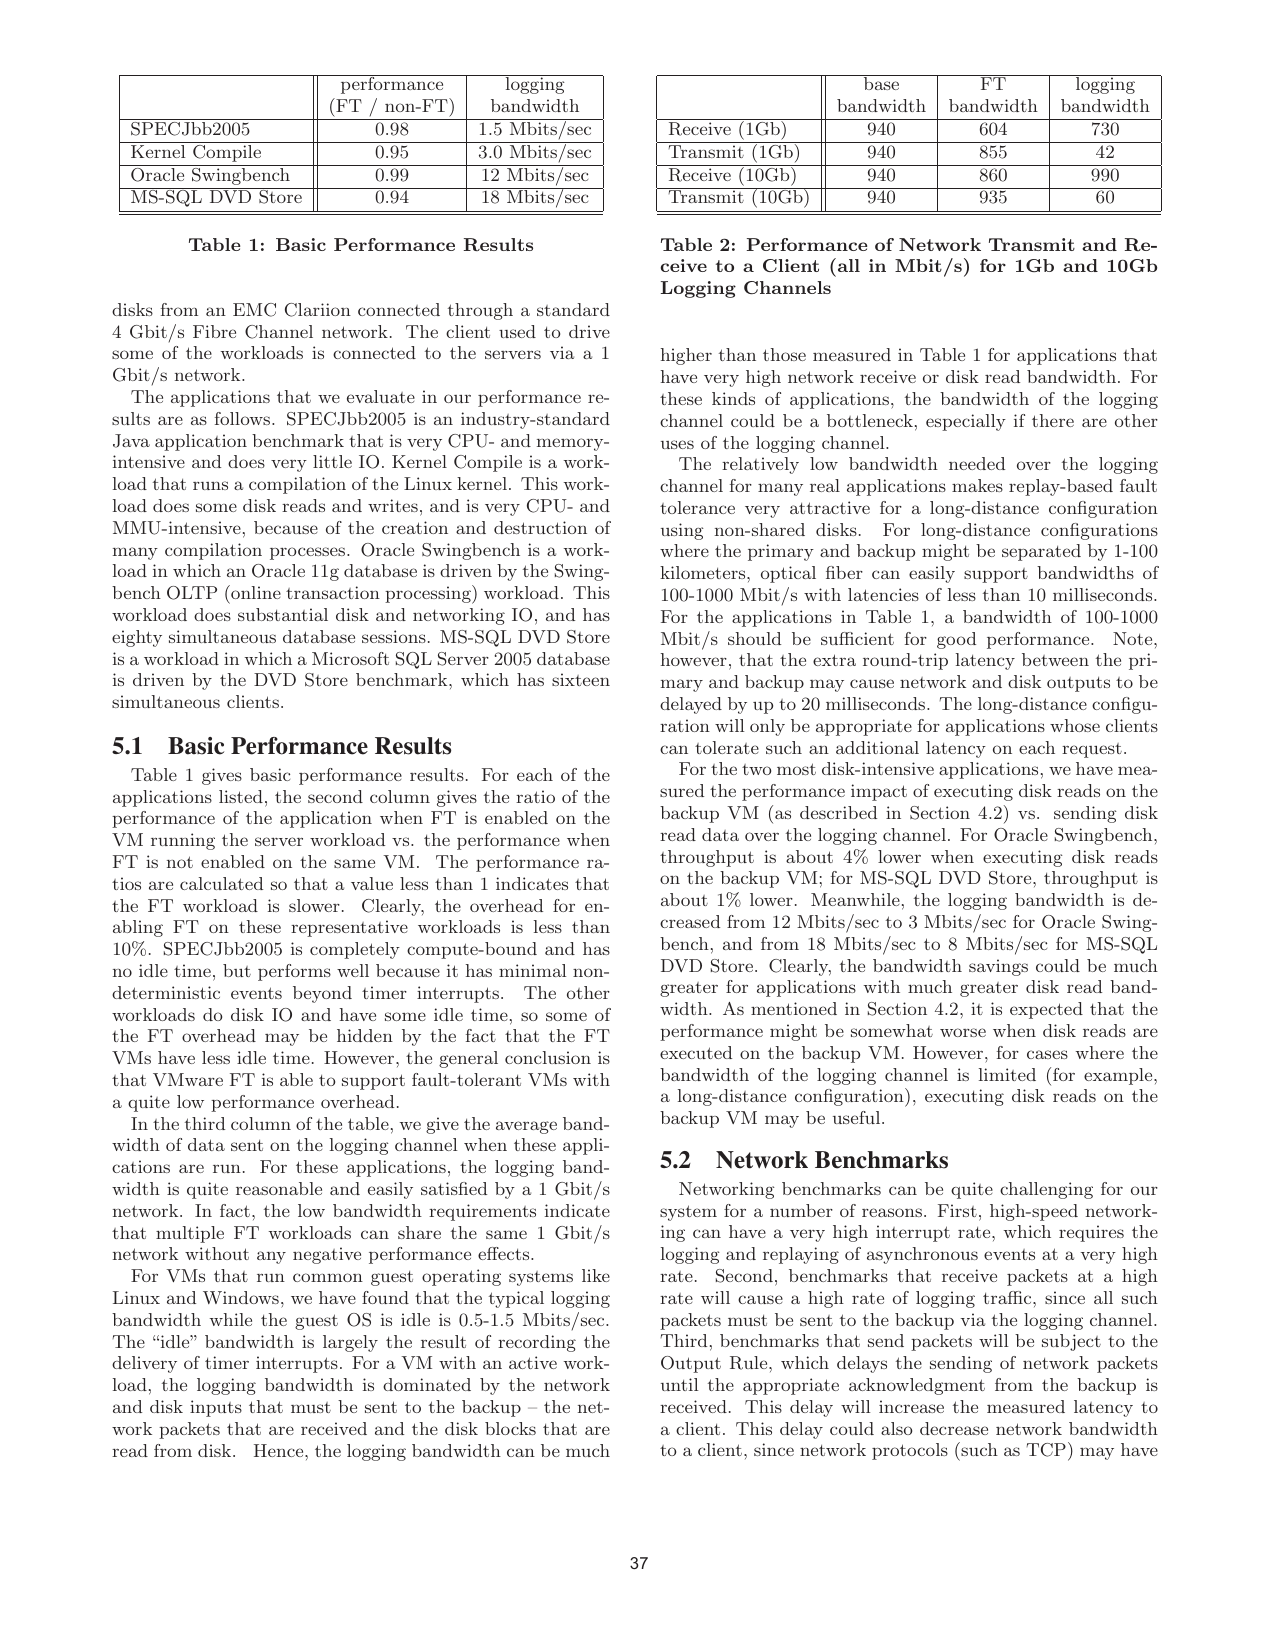 performance logging
(FT / non-FT) bandwidth
SPECJbb2005 0.98 1.5 Mbits/sec
Kernel Compile 0.95 3.0 Mbits/sec
Oracle Swingbench 0.99 12 Mbits/sec
MS-SQL DVD Store 0.94 18 Mbits/sec
Table 1: Basic Performance Results
disks from an EMC Clariion connected through a standard
4 Gbit/s Fibre Channel network. The client used to drive
some of the workloads is connected to the servers via a 1
Gbit/s network.
The applications that we evaluate in our performance re-
sults are as follows. SPECJbb2005 is an industry-standard
Java application benchmark that is very CPU- and memory-
intensive and does very little IO. Kernel Compile is a work-
load that runs a compilation of the Linux kernel. This work-
load does some disk reads and writes, and is very CPU- and
MMU-intensive, because of the creation and destruction of
many compilation processes. Oracle Swingbench is a work-
load in which an Oracle 11g database is driven by the Swing-
bench OLTP (online transaction processing) workload. This
workload does substantial disk and networking IO, and has
eighty simultaneous database sessions. MS-SQL DVD Store
is a workload in which a Microsoft SQL Server 2005 database
is driven by the DVD Store benchmark, which has sixteen
simultaneous clients.
5.1 Basic Performance Results
Table 1 gives basic performance results. For each of the
applications listed, the second column gives the ratio of the
performance of the application when FT is enabled on the
VM running the server workload vs. the performance when
FT is not enabled on the same VM. The performance ra-
tios are calculated so that a value less than 1 indicates that
the FT workload is slower. Clearly, the overhead for en-
abling FT on these representative workloads is less than
10%. SPECJbb2005 is completely compute-bound and has
no idle time, but performs well because it has minimal non-
deterministic events beyond timer interrupts. The other
workloads do disk IO and have some idle time, so some of
the FT overhead may be hidden by the fact that the FT
VMs have less idle time. However, the general conclusion is
that VMware FT is able to support fault-tolerant VMs with
a quite low performance overhead.
In the third column of the table, we give the average band-
width of data sent on the logging channel when these appli-
cations are run. For these applications, the logging band-
width is quite reasonable and easily satisfied by a 1 Gbit/s
network. In fact, the low bandwidth requirements indicate
that multiple FT workloads can share the same 1 Gbit/s
network without any negative performance effects.
For VMs that run common guest operating systems like
Linux and Windows, we have found that the typical logging
bandwidth while the guest OS is idle is 0.5-1.5 Mbits/sec.
The “idle” bandwidth is largely the result of recording the
delivery of timer interrupts. For a VM with an active work-
load, the logging bandwidth is dominated by the network
and disk inputs that must be sent to the backup – the net-
work packets that are received and the disk blocks that are
read from disk. Hence, the logging bandwidth can be much
base FT logging
bandwidth bandwidth bandwidth
Receive (1Gb) 940 604 730
Transmit (1Gb) 940 855 42
Receive (10Gb) 940 860 990
Transmit (10Gb) 940 935 60
Table 2: Performance of Network Transmit and Re-
ceive to a Client (all in Mbit/s) for 1Gb and 10Gb
Logging Channels
higher than those measured in Table 1 for applications that
have very high network receive or disk read bandwidth. For
these kinds of applications, the bandwidth of the logging
channel could be a bottleneck, especially if there are other
uses of the logging channel.
The relatively low bandwidth needed over the logging
channel for many real applications makes replay-based fault
tolerance very attractive for a long-distance configuration
using non-shared disks. For long-distance configurations
where the primary and backup might be separated by 1-100
kilometers, optical fiber can easily support bandwidths of
100-1000 Mbit/s with latencies of less than 10 milliseconds.
For the applications in Table 1, a bandwidth of 100-1000
Mbit/s should be sufficient for good performance. Note,
however, that the extra round-trip latency between the pri-
mary and backup may cause network and disk outputs to be
delayed by up to 20 milliseconds. The long-distance configu-
ration will only be appropriate for applications whose clients
can tolerate such an additional latency on each request.
For the two most disk-intensive applications, we have mea-
sured the performance impact of executing disk reads on the
backup VM (as described in Section 4.2) vs. sending disk
read data over the logging channel. For Oracle Swingbench,
throughput is about 4% lower when executing disk reads
on the backup VM; for MS-SQL DVD Store, throughput is
about 1% lower. Meanwhile, the logging bandwidth is de-
creased from 12 Mbits/sec to 3 Mbits/sec for Oracle Swing-
bench, and from 18 Mbits/sec to 8 Mbits/sec for MS-SQL
DVD Store. Clearly, the bandwidth savings could be much
greater for applications with much greater disk read band-
width. As mentioned in Section 4.2, it is expected that the
performance might be somewhat worse when disk reads are
executed on the backup VM. However, for cases where the
bandwidth of the logging channel is limited (for example,
a long-distance configuration), executing disk reads on the
backup VM may be useful.
5.2 Network Benchmarks
Networking benchmarks can be quite challenging for our
system for a number of reasons. First, high-speed network-
ing can have a very high interrupt rate, which requires the
logging and replaying of asynchronous events at a very high
rate. Second, benchmarks that receive packets at a high
rate will cause a high rate of logging traffic, since all such
packets must be sent to the backup via the logging channel.
Third, benchmarks that send packets will be subject to the
Output Rule, which delays the sending of network packets
until the appropriate acknowledgment from the backup is
received. This delay will increase the measured latency to
a client. This delay could also decrease network bandwidth
to a client, since network protocols (such as TCP) may have
37